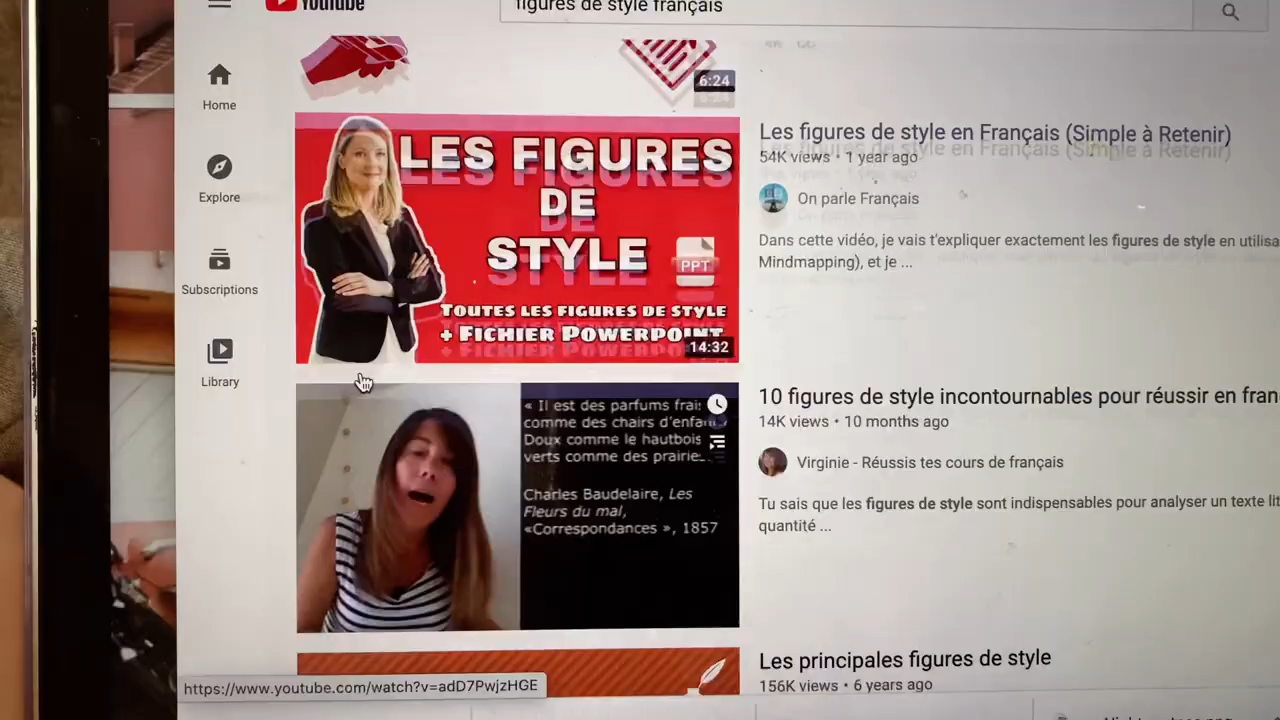 YouTube
figures de style français
6:24
Home
Explore
Subscriptions
Library
LES FIGURES
DE
STYLE
PPT
TOUTES LES FIGURES DE STYLE
+ FICHIER POWERPOINT
14:32
Les figures de style en Français (Simple à Retenir)
54K views • 1 year ago
On parle Français
Dans cette vidéo, je vais t'expliquer exactement les figures de style en utilisa
Mindmapping), et je ...
« Il est des parfums frai
comme des chairs d'enfan
Doux comme le hautbois
verts comme des prairie
Charles Baudelaire, Les
Fleurs du mal,
«Correspondances », 1857
10 figures de style incontournables pour réussir en fran
14K views • 10 months ago
Virginie - Réussis tes cours de français
Tu sais que les figures de style sont indispensables pour analyser un texte lit
quantité ...
Les principales figures de style
156K views • 6 years ago
https://www.youtube.com/watch?v=adD7PwjzHGE